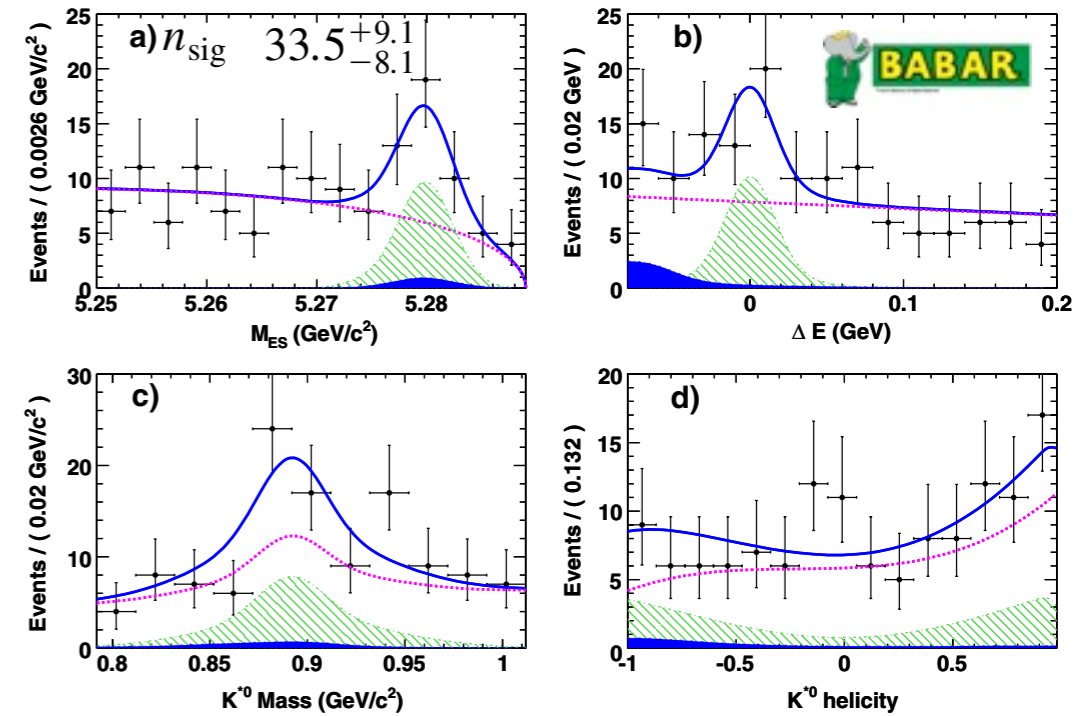 a) n_sig 33.5 +9.1 −8.1
Events / ( 0.0026 GeV/c² )
25
20
15
10
5
0
5.25 5.26 5.27 5.28
M_ES (GeV/c²)
b)
BABAR
Events / ( 0.02 GeV )
25
20
15
10
5
0
0 0.1 0.2
Δ E (GeV)
c)
Events / ( 0.02 GeV/c² )
30
20
10
0
0.8 0.85 0.9 0.95 1
K*0 Mass (GeV/c²)
d)
Events / ( 0.132 )
20
15
10
5
0
-1 -0.5 0 0.5
K*0 helicity